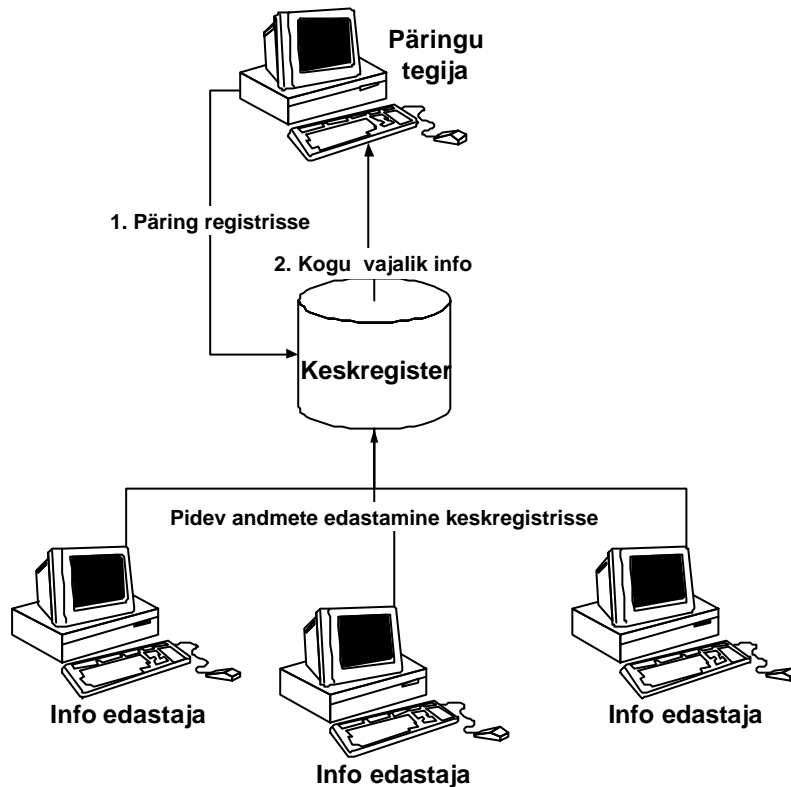 Päringu
tegija
1. Päring registrisse
2. Kogu vajalik info
Keskregister
Pidev andmete edastamine keskregistrisse
Info edastaja
Info edastaja
Info edastaja